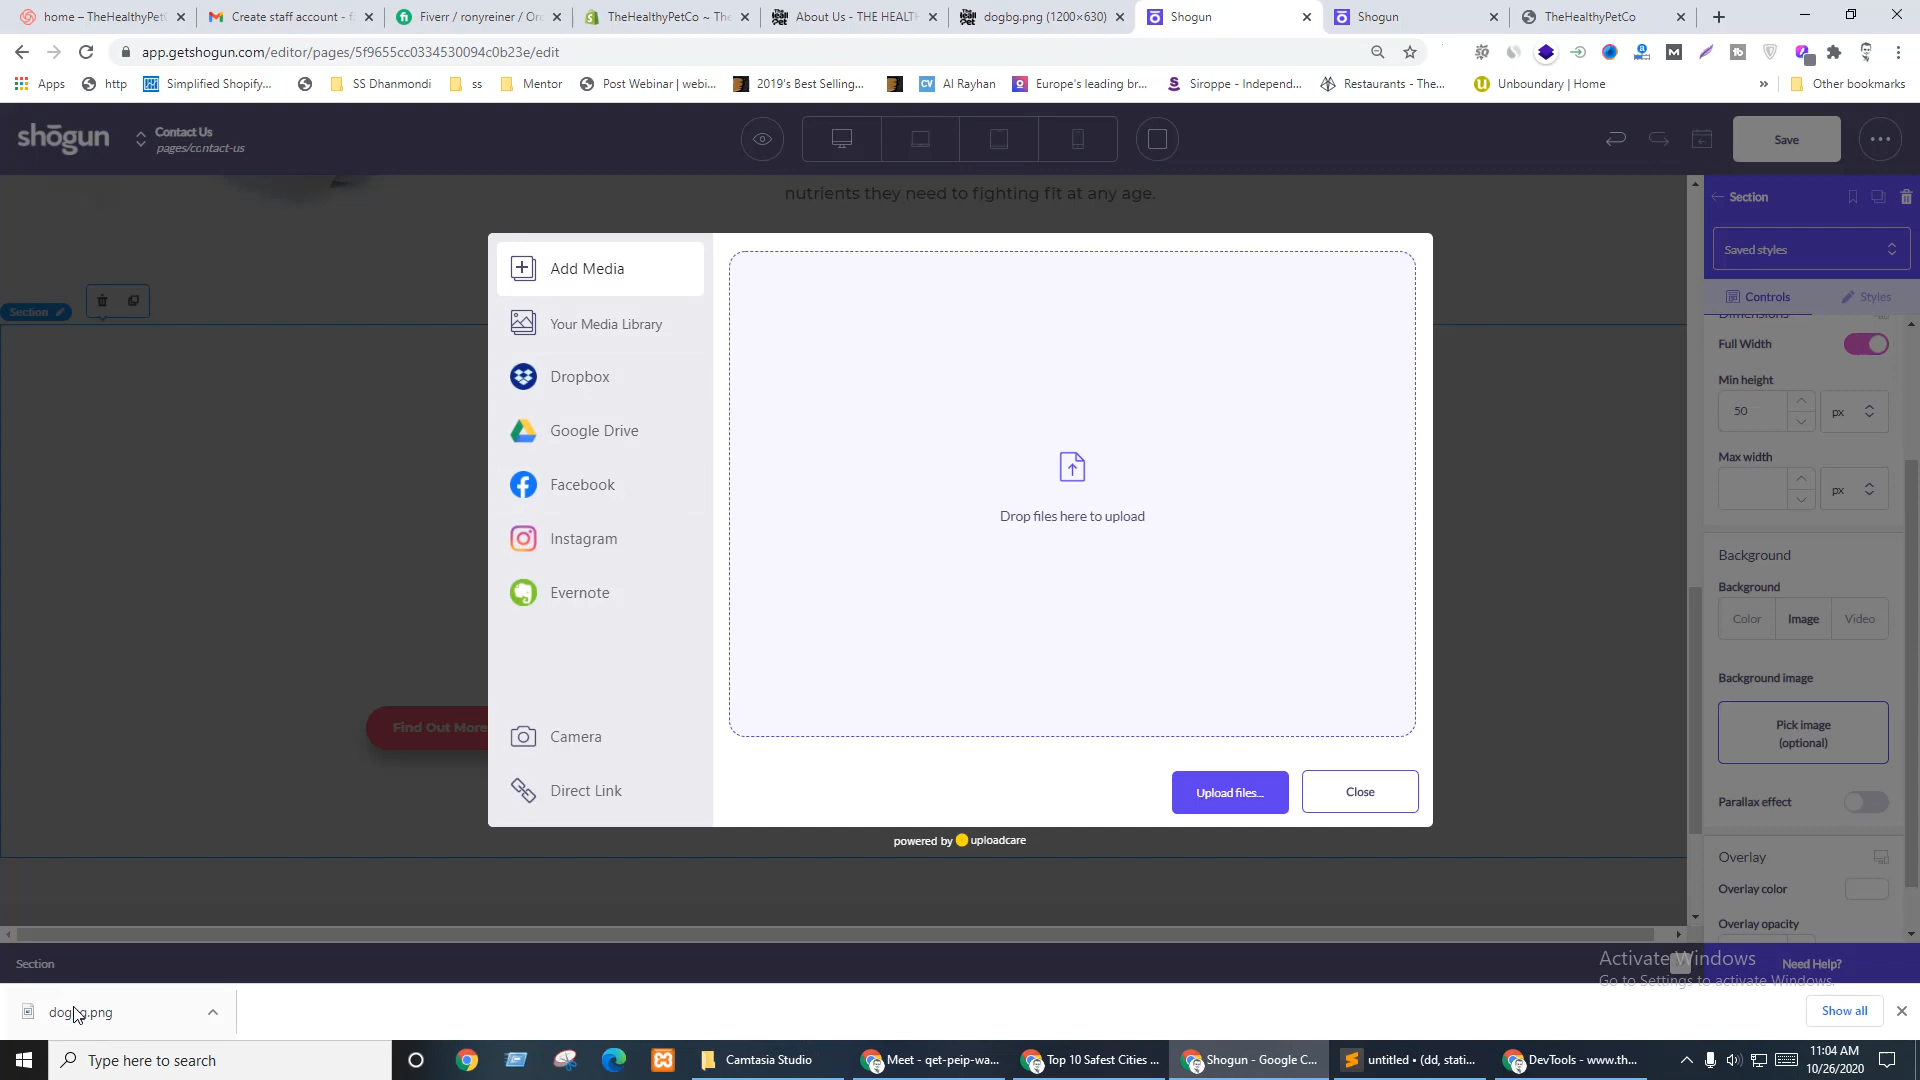 home – TheHealthyPet
Create staff account - f
Fiverr / ronyreiner / Or
TheHealthyPetCo ~ The
About Us - THE HEALT
dogbg.png (1200×630)
Shogun
Shogun
TheHealthyPetCo
app.getshogun.com/editor/pages/5f9655cc0334530094c0b23e/edit
Apps
http
Simplified Shopify...
SS Dhanmondi
ss
Mentor
Post Webinar (webi...
2019's Best Selling...
Al Rayhan
Europe's leading br...
Siroppe - Independ...
Restaurants - The...
Unboundary | Home
Other bookmarks
shōgun
Contact Us
pages/contact-us
Save
nutrients they need to fighting fit at any age.
Section
Saved styles
Controls
Styles
Dimensions
Full Width
Min height
50
px
Max width
px
Background
Background
Color
Image
Video
Background image
Pick image
(optional)
Parallax effect
Overlay
Overlay color
Overlay opacity
Need Help?
Section
Find Out More
Add Media
Your Media Library
Dropbox
Google Drive
Facebook
Instagram
Evernote
Camera
Direct Link
Drop files here to upload
Upload files...
Close
powered by uploadcare
Section
Activate Windows
Go to Settings to activate Windows.
dogbg.png
Show all
Type here to search
Camtasia Studio
Meet - qet-peip-wa...
Top 10 Safest Cities ...
Shogun - Google C...
untitled • (dd, stati...
DevTools - www.th...
11:04 AM
10/26/2020